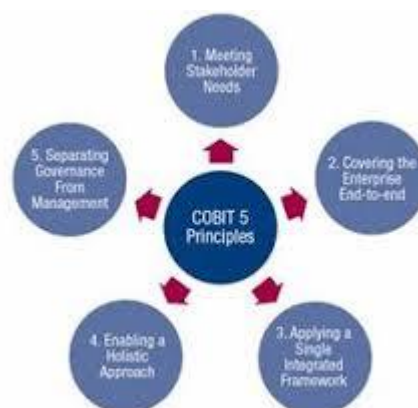 1. Meeting
Stakeholder
Needs
5. Separating
Governance
From
Management
2. Covering the
Enterprise
End-to-end
COBIT 5
Principles
4. Enabling a
Holistic
Approach
3. Applying a
Single
Integrated
Framework